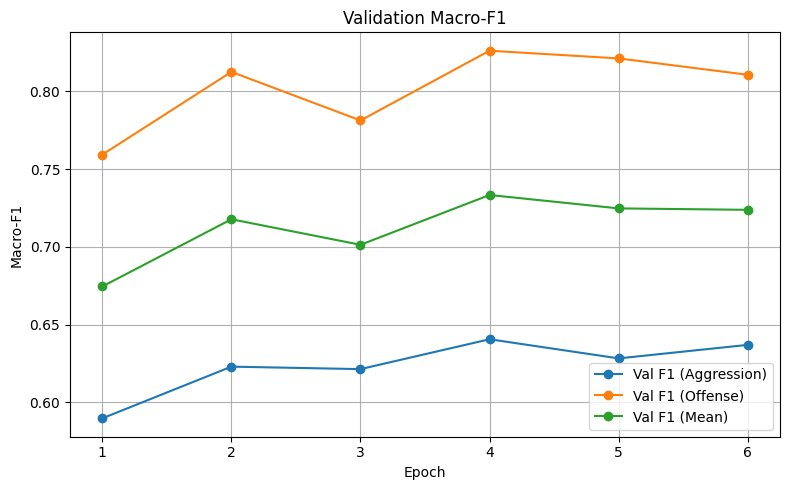 Validation Macro-F1
Macro-F1
0.80
0.75
0.70
0.65
0.60
Val F1 (Aggression)
Val F1 (Offense)
Val F1 (Mean)
1 2 3 4 5 6
Epoch